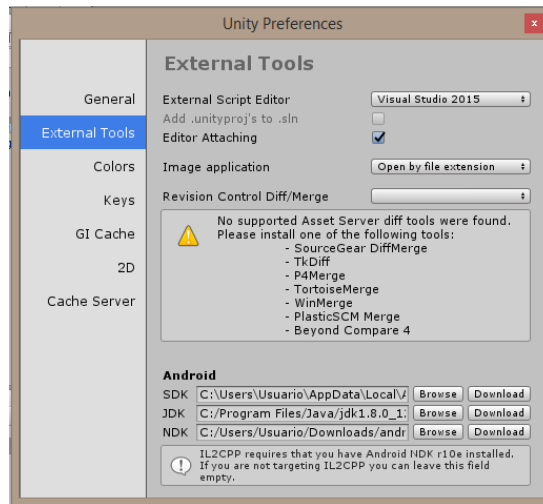 Unity Preferences
x
External Tools
General
External Tools
Colors
Keys
GI Cache
2D
Cache Server
External Script Editor
Visual Studio 2015
Add .unityproj's to .sln
Editor Attaching
Image application
Open by file extension
Revision Control Diff/Merge
No supported Asset Server diff tools were found.
Please install one of the following tools:
- SourceGear DiffMerge
- TkDiff
- P4Merge
- TortoiseMerge
- WinMerge
- PlasticSCM Merge
- Beyond Compare 4
Android
SDK C:\Users\Usuario\AppData\Local\ Browse Download
JDK C:/Program Files/Java/jdk1.8.0_1 Browse Download
NDK C:/Users/Usuario/Downloads/andr Browse Download
IL2CPP requires that you have Android NDK r10e installed.
If you are not targeting IL2CPP you can leave this field
empty.